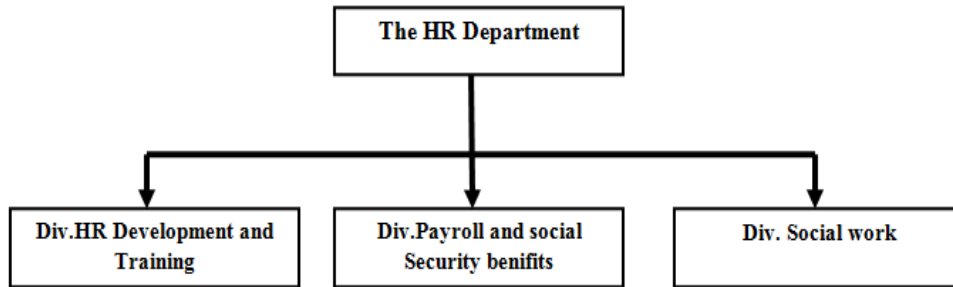 The HR Department
Div.HR Development and
Training
Div.Payroll and social
Security benifits
Div. Social work